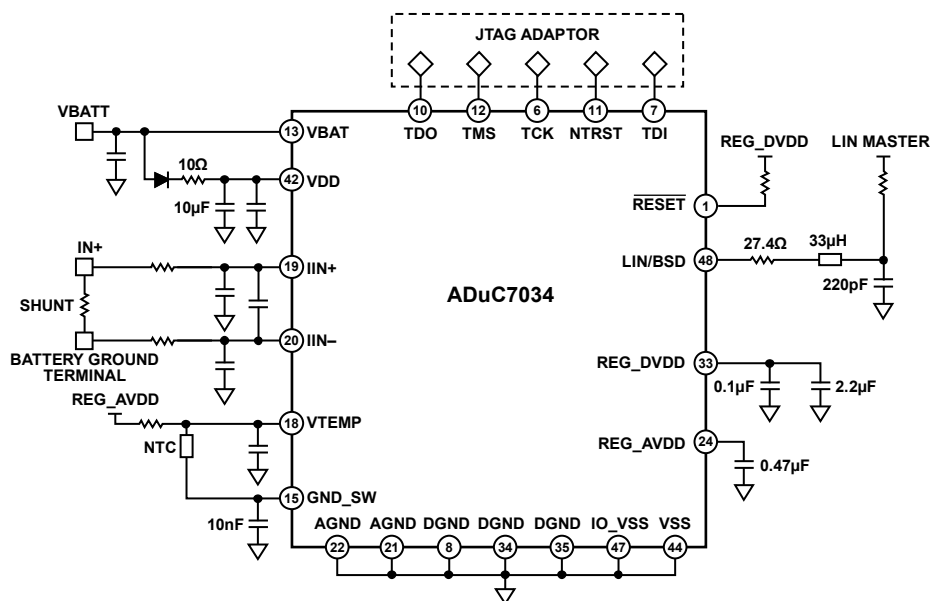 JTAG ADAPTOR
10 12 6 11 7
TDO TMS TCK NTRST TDI
VBATT
13 VBAT
10Ω
42 VDD
10µF
REG_DVDD
LIN MASTER
RESET 1
LIN/BSD 48
27.4Ω
33µH
220pF
IN+
19 IIN+
SHUNT
20 IIN–
BATTERY GROUND
TERMINAL
ADuC7034
REG_DVDD 33
0.1µF
2.2µF
REG_AVDD
18 VTEMP
NTC
REG_AVDD 24
0.47µF
15 GND_SW
10nF
AGND AGND DGND DGND DGND IO_VSS VSS
22 21 8 34 35 47 44